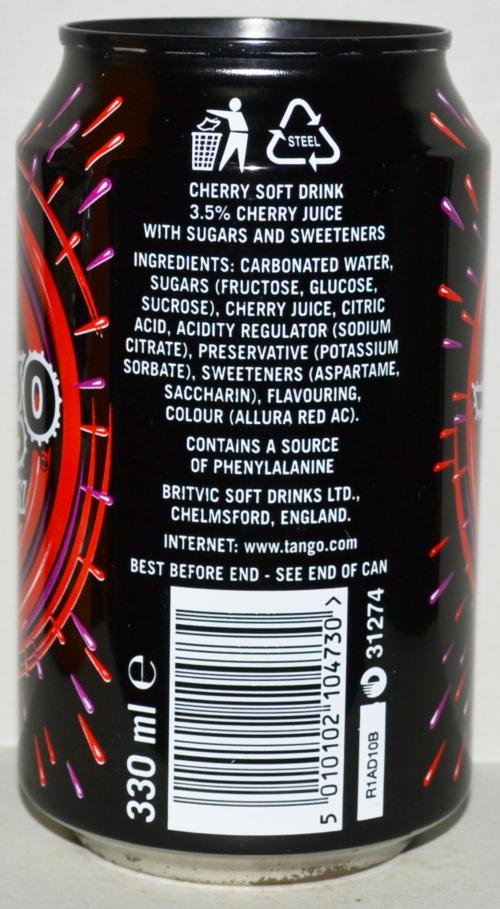 STEEL
CHERRY SOFT DRINK
3.5% CHERRY JUICE
WITH SUGARS AND SWEETENERS
INGREDIENTS: CARBONATED WATER,
SUGARS (FRUCTOSE, GLUCOSE,
SUCROSE), CHERRY JUICE, CITRIC
ACID, ACIDITY REGULATOR (SODIUM
CITRATE), PRESERVATIVE (POTASSIUM
SORBATE), SWEETENERS (ASPARTAME,
SACCHARIN), FLAVOURING,
COLOUR (ALLURA RED AC).
CONTAINS A SOURCE
OF PHENYLALANINE
BRITVIC SOFT DRINKS LTD.,
CHELMSFORD, ENGLAND.
INTERNET: www.tango.com
BEST BEFORE END - SEE END OF CAN
330 ml e
5 010102 104730 >
31274
R1AD10B
O